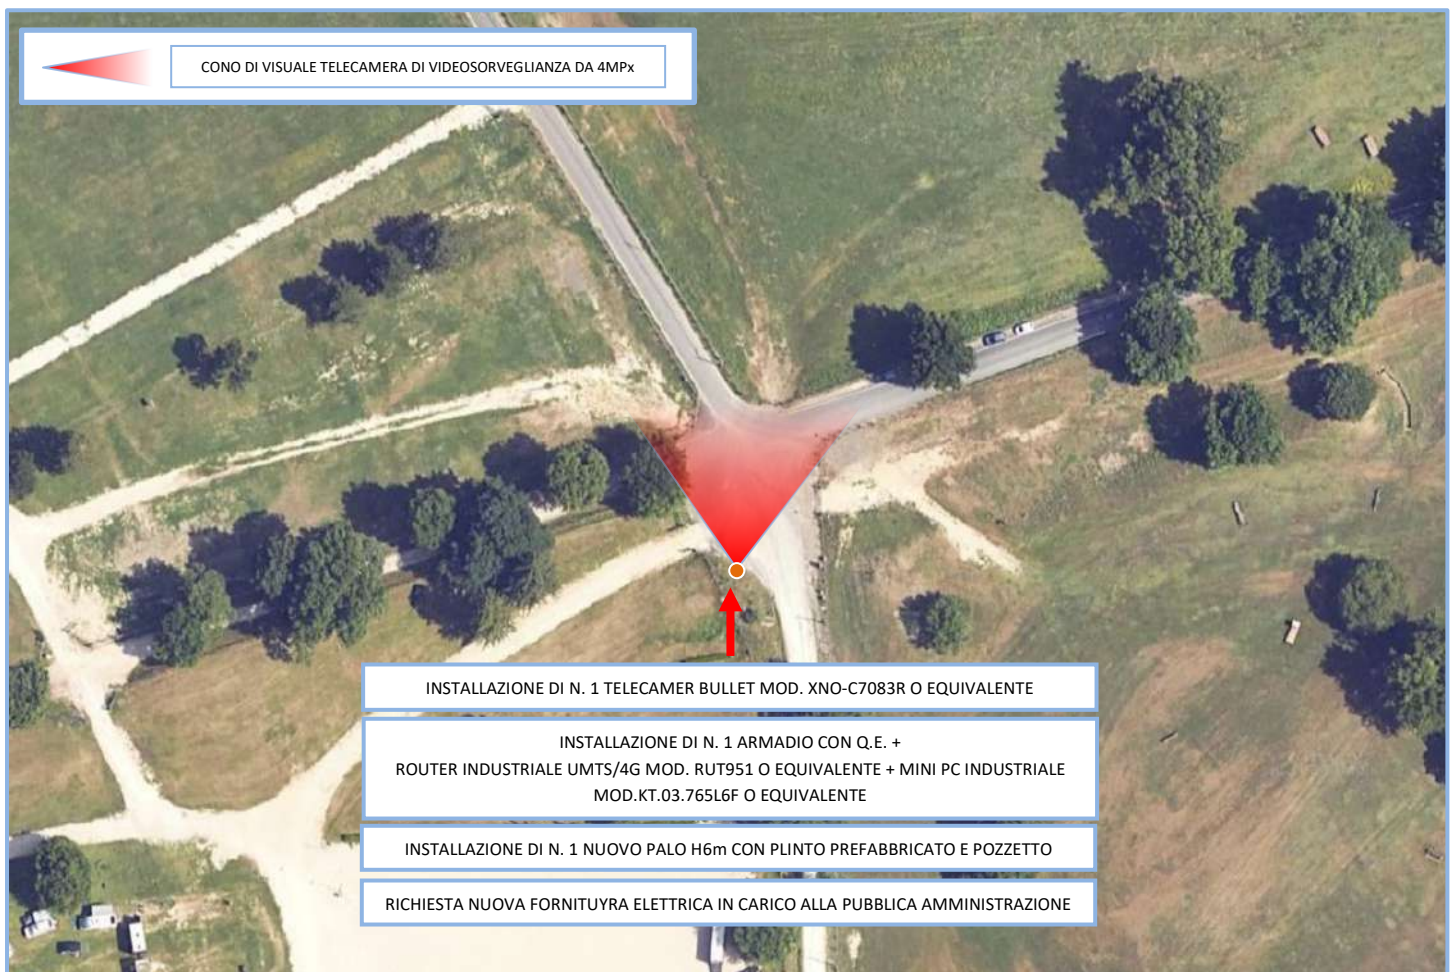 CONO DI VISUALE TELECAMERA DI VIDEOSORVEGLIANZA DA 4MPx
INSTALLAZIONE DI N. 1 TELECAMER BULLET MOD. XNO-C7083R O EQUIVALENTE
INSTALLAZIONE DI N. 1 ARMADIO CON Q.E. +
ROUTER INDUSTRIALE UMTS/4G MOD. RUT951 O EQUIVALENTE + MINI PC INDUSTRIALE
MOD.KT.03.765L6F O EQUIVALENTE
INSTALLAZIONE DI N. 1 NUOVO PALO H6m CON PLINTO PREFABBRICATO E POZZETTO
RICHIESTA NUOVA FORNITUYRA ELETTRICA IN CARICO ALLA PUBBLICA AMMINISTRAZIONE